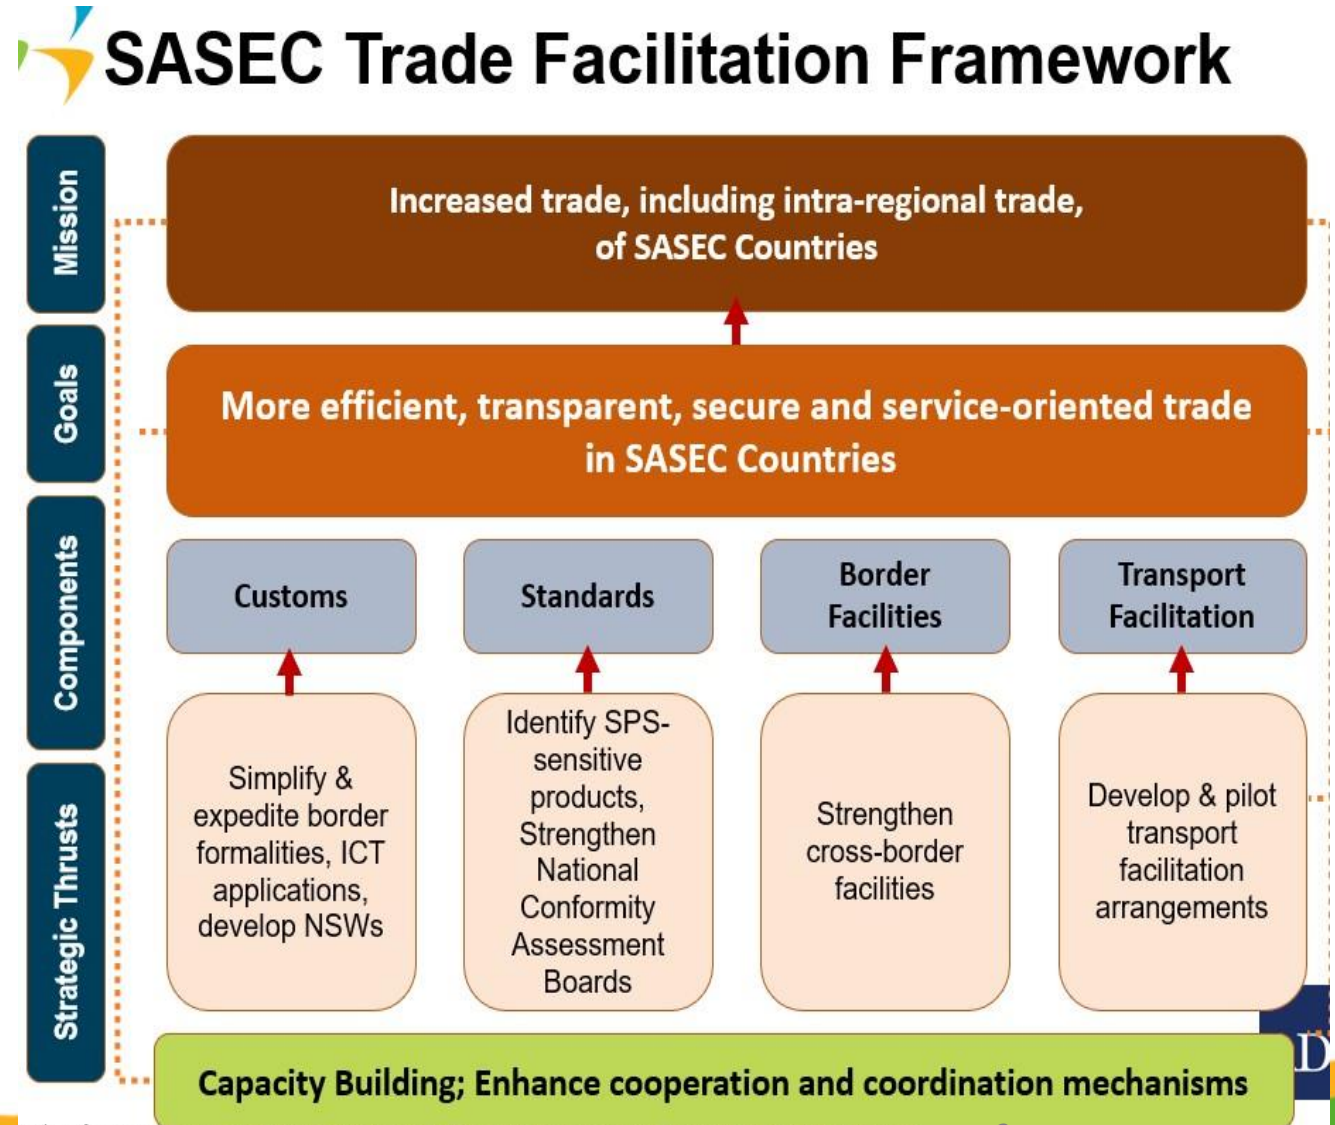 SASEC Trade Facilitation Framework
Mission
Increased trade, including intra-regional trade,
of SASEC Countries
Goals
More efficient, transparent, secure and service-oriented trade
in SASEC Countries
Components
Customs
Standards
Border
Facilities
Transport
Facilitation
Strategic Thrusts
Simplify &
expedite border
formalities, ICT
applications,
develop NSWs
Identify SPS-
sensitive
products,
Strengthen
National
Conformity
Assessment
Boards
Strengthen
cross-border
facilities
Develop & pilot
transport
facilitation
arrangements
D
Capacity Building; Enhance cooperation and coordination mechanisms